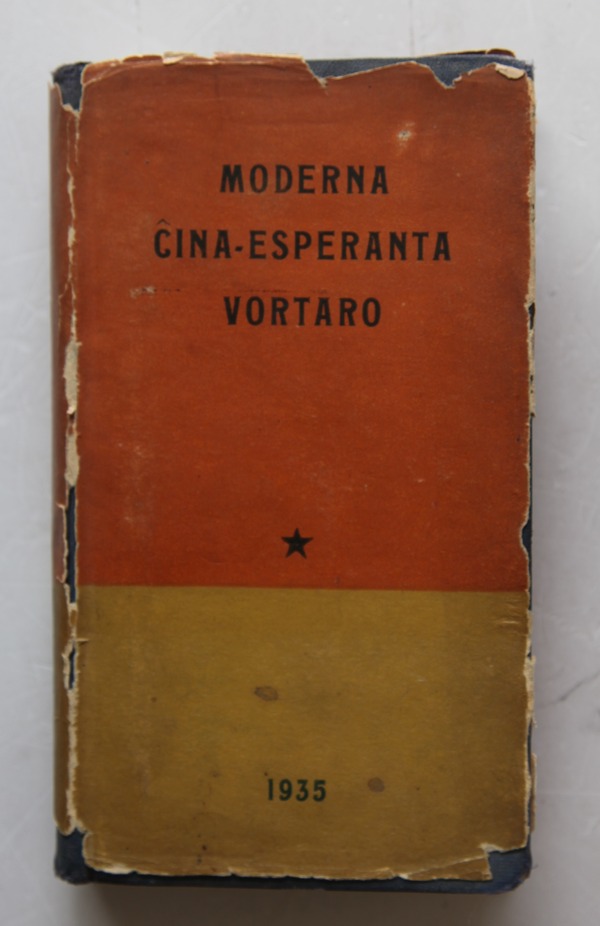 MODERNA
ĈINA-ESPERANTA
VORTARO
1935